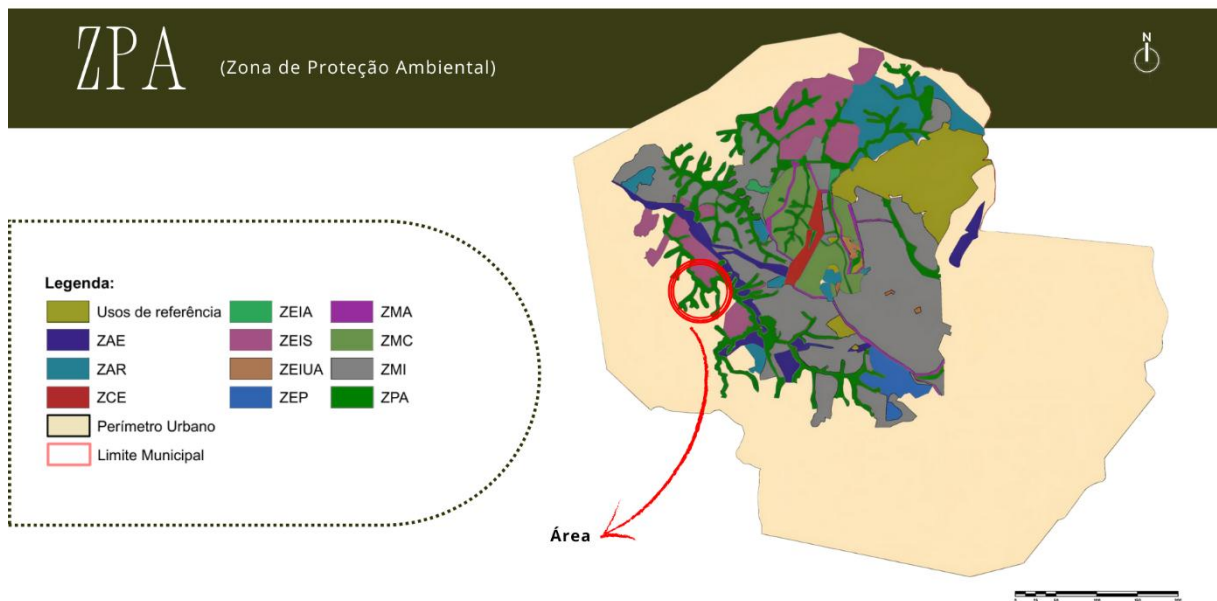 ZPA
(Zona de Proteção Ambiental)
N
Legenda:
Usos de referência
ZAE
ZAR
ZCE
Perímetro Urbano
Limite Municipal
ZEIA
ZEIS
ZEIUA
ZEP
ZMA
ZMC
ZMI
ZPA
Área